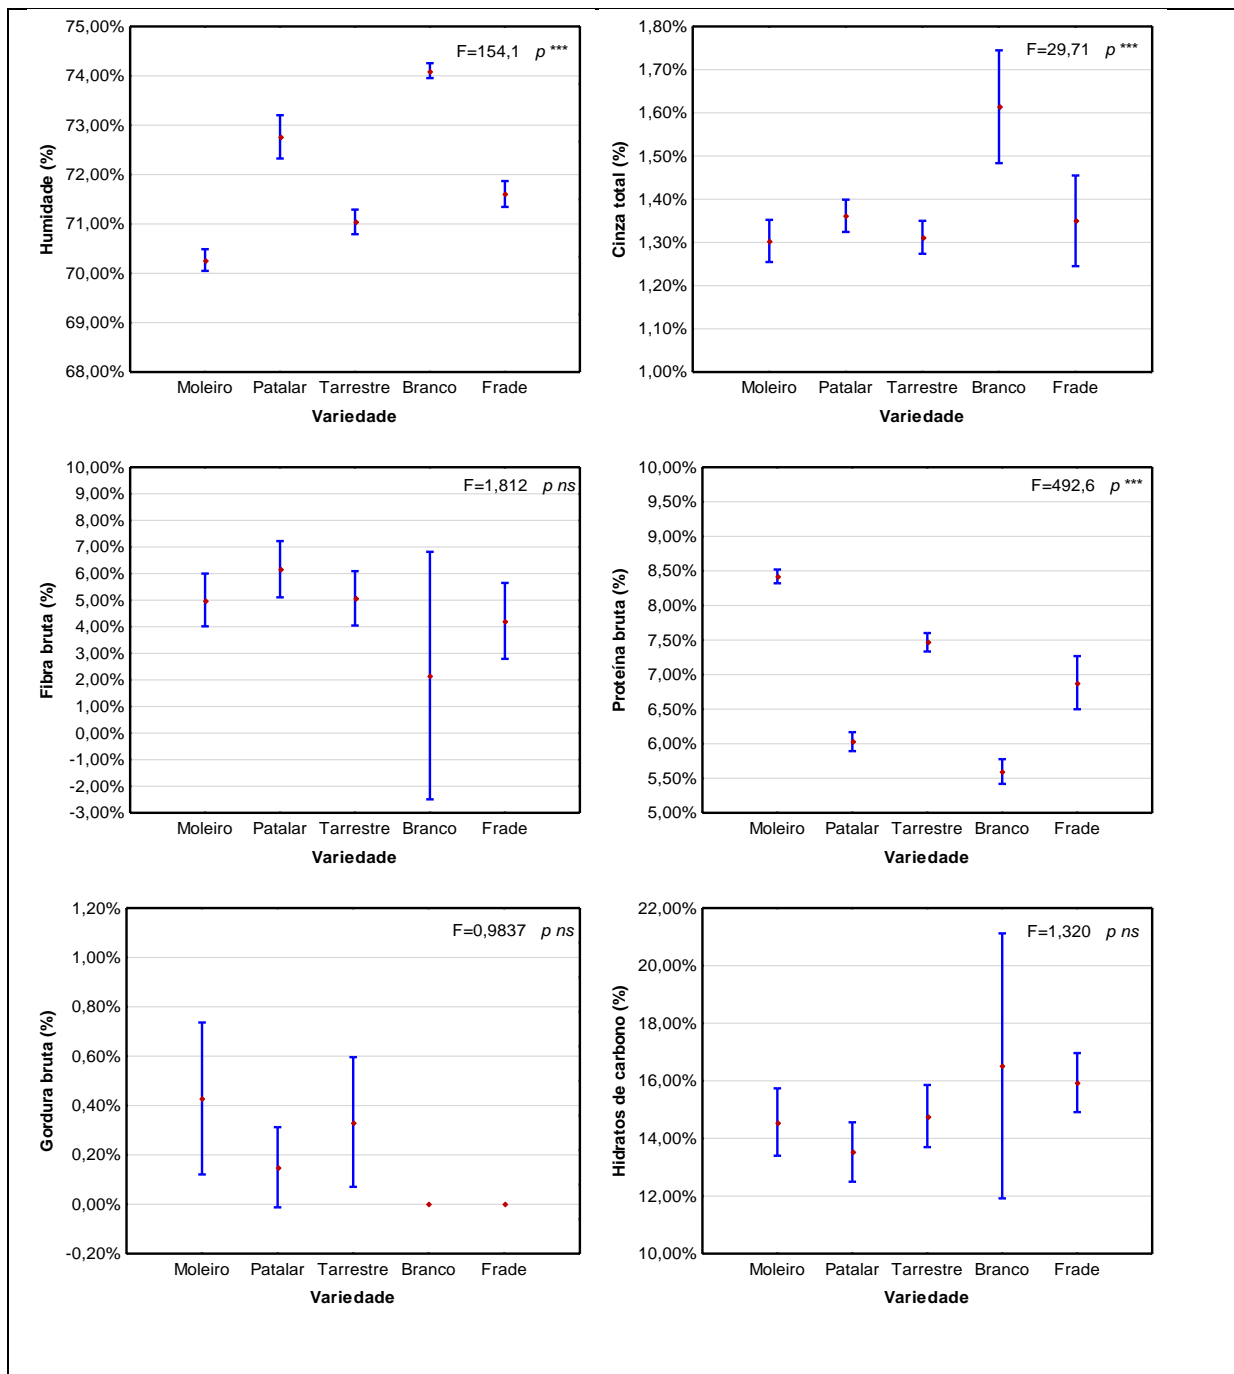 75,00%
74,00%
73,00%
72,00%
71,00%
70,00%
69,00%
68,00%
Humidade (%)
F=154,1 p ***
Moleiro Patalar Tarrestre Branco Frade
Variedade
1,80%
1,70%
1,60%
1,50%
1,40%
1,30%
1,20%
1,10%
1,00%
Cinza total (%)
F=29,71 p ***
Moleiro Patalar Tarrestre Branco Frade
Variedade
10,00%
9,00%
8,00%
7,00%
6,00%
5,00%
4,00%
3,00%
2,00%
1,00%
0,00%
-1,00%
-2,00%
-3,00%
Fibra bruta (%)
F=1,812 p ns
Moleiro Patalar Tarrestre Branco Frade
Variedade
10,00%
9,50%
9,00%
8,50%
8,00%
7,50%
7,00%
6,50%
6,00%
5,50%
5,00%
Proteína bruta (%)
F=492,6 p ***
Moleiro Patalar Tarrestre Branco Frade
Variedade
1,20%
1,00%
0,80%
0,60%
0,40%
0,20%
0,00%
-0,20%
Gordura bruta (%)
F=0,9837 p ns
Moleiro Patalar Tarrestre Branco Frade
Variedade
22,00%
20,00%
18,00%
16,00%
14,00%
12,00%
10,00%
Hidratos de carbono (%)
F=1,320 p ns
Moleiro Patalar Tarrestre Branco Frade
Variedade